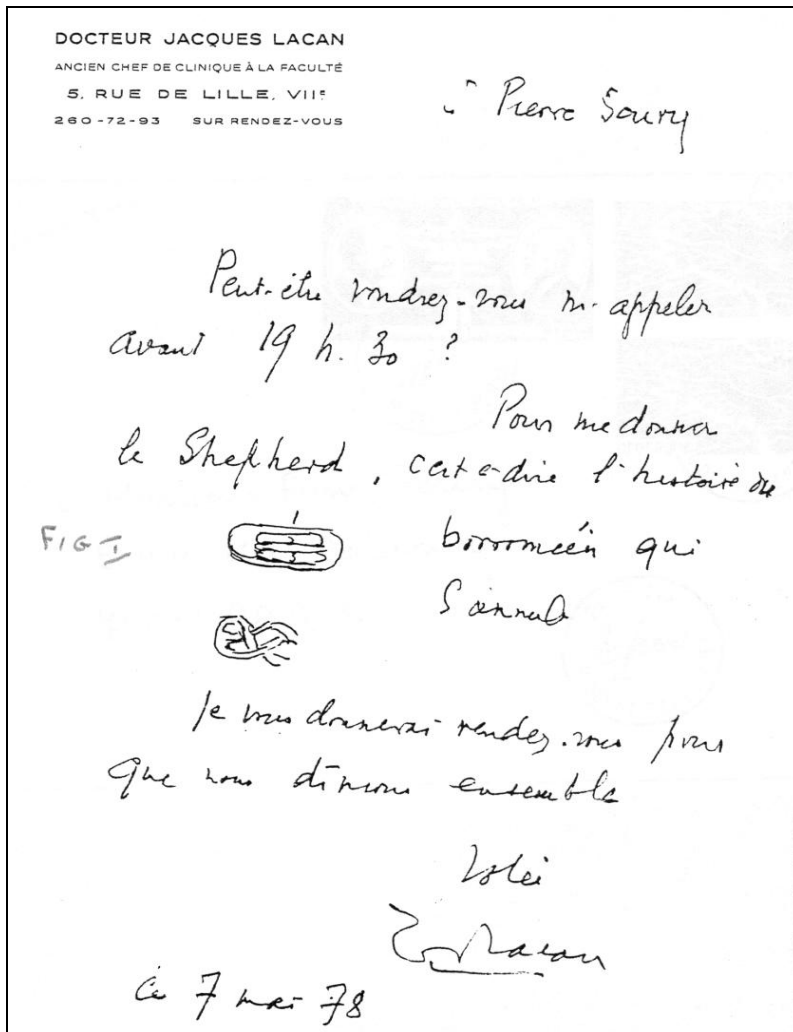 DOCTEUR JACQUES LACAN
ANCIEN CHEF DE CLINIQUE À LA FACULTÉ
5, RUE DE LILLE, VIIᵉ
260-72-93 SUR RENDEZ-VOUS
à Pierre Soury
Peut-être voudrez-vous m'appeler
avant 19 h. 30 ?
Pour me donner
le Shepherd, c'est-à-dire l'histoire du
FIG I
borroméen qui
s'annule
Je vous donnerai rendez-vous pour
que nous dînions ensemble
Lacan
Ce 7 mai 78